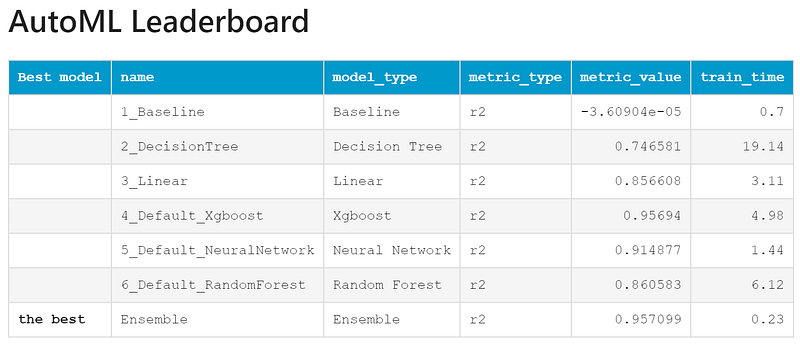 AutoML Leaderboard
Best model name model_type metric_type metric_value train_time
1_Baseline Baseline r2 -3.60904e-05 0.7
2_DecisionTree Decision Tree r2 0.746581 19.14
3_Linear Linear r2 0.856608 3.11
4_Default_Xgboost Xgboost r2 0.95694 4.98
5_Default_NeuralNetwork Neural Network r2 0.914877 1.44
6_Default_RandomForest Random Forest r2 0.860583 6.12
the best Ensemble Ensemble r2 0.957099 0.23